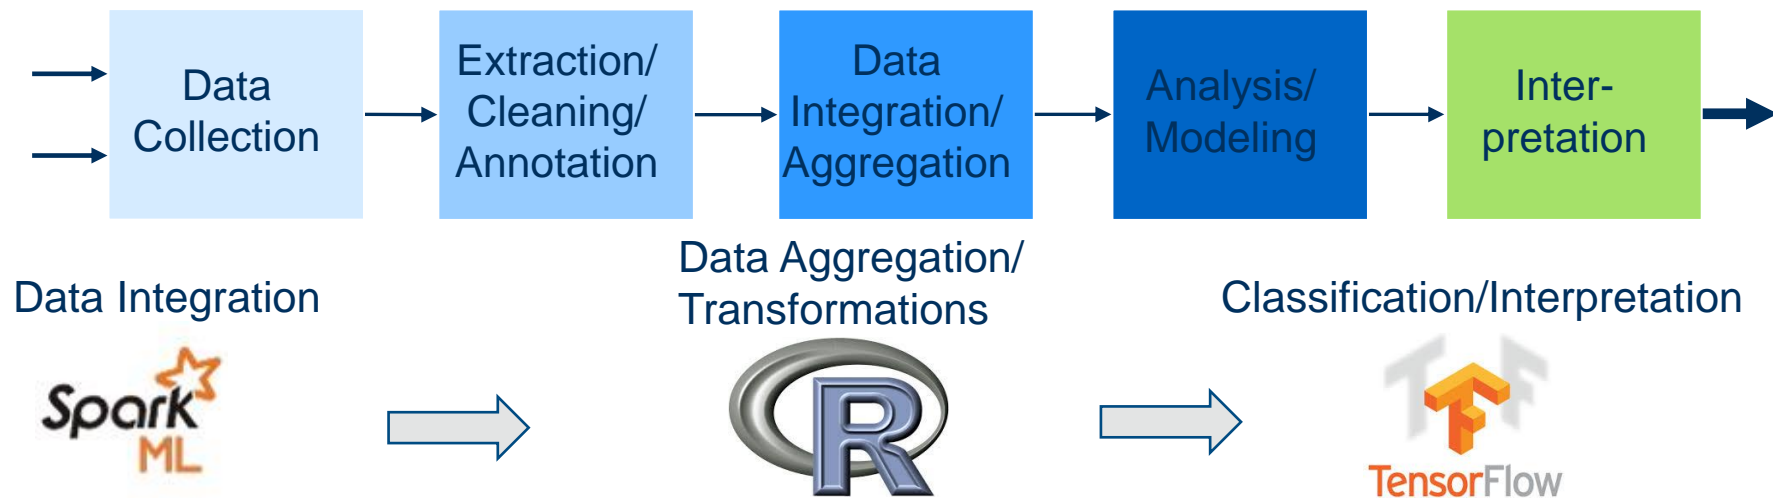 Data
Collection
Extraction/
Cleaning/
Annotation
Data
Integration/
Aggregation
Analysis/
Modeling
Inter-
pretation
Data Integration
Data Aggregation/
Transformations
Classification/Interpretation
Spark
ML
R
TF
TensorFlow